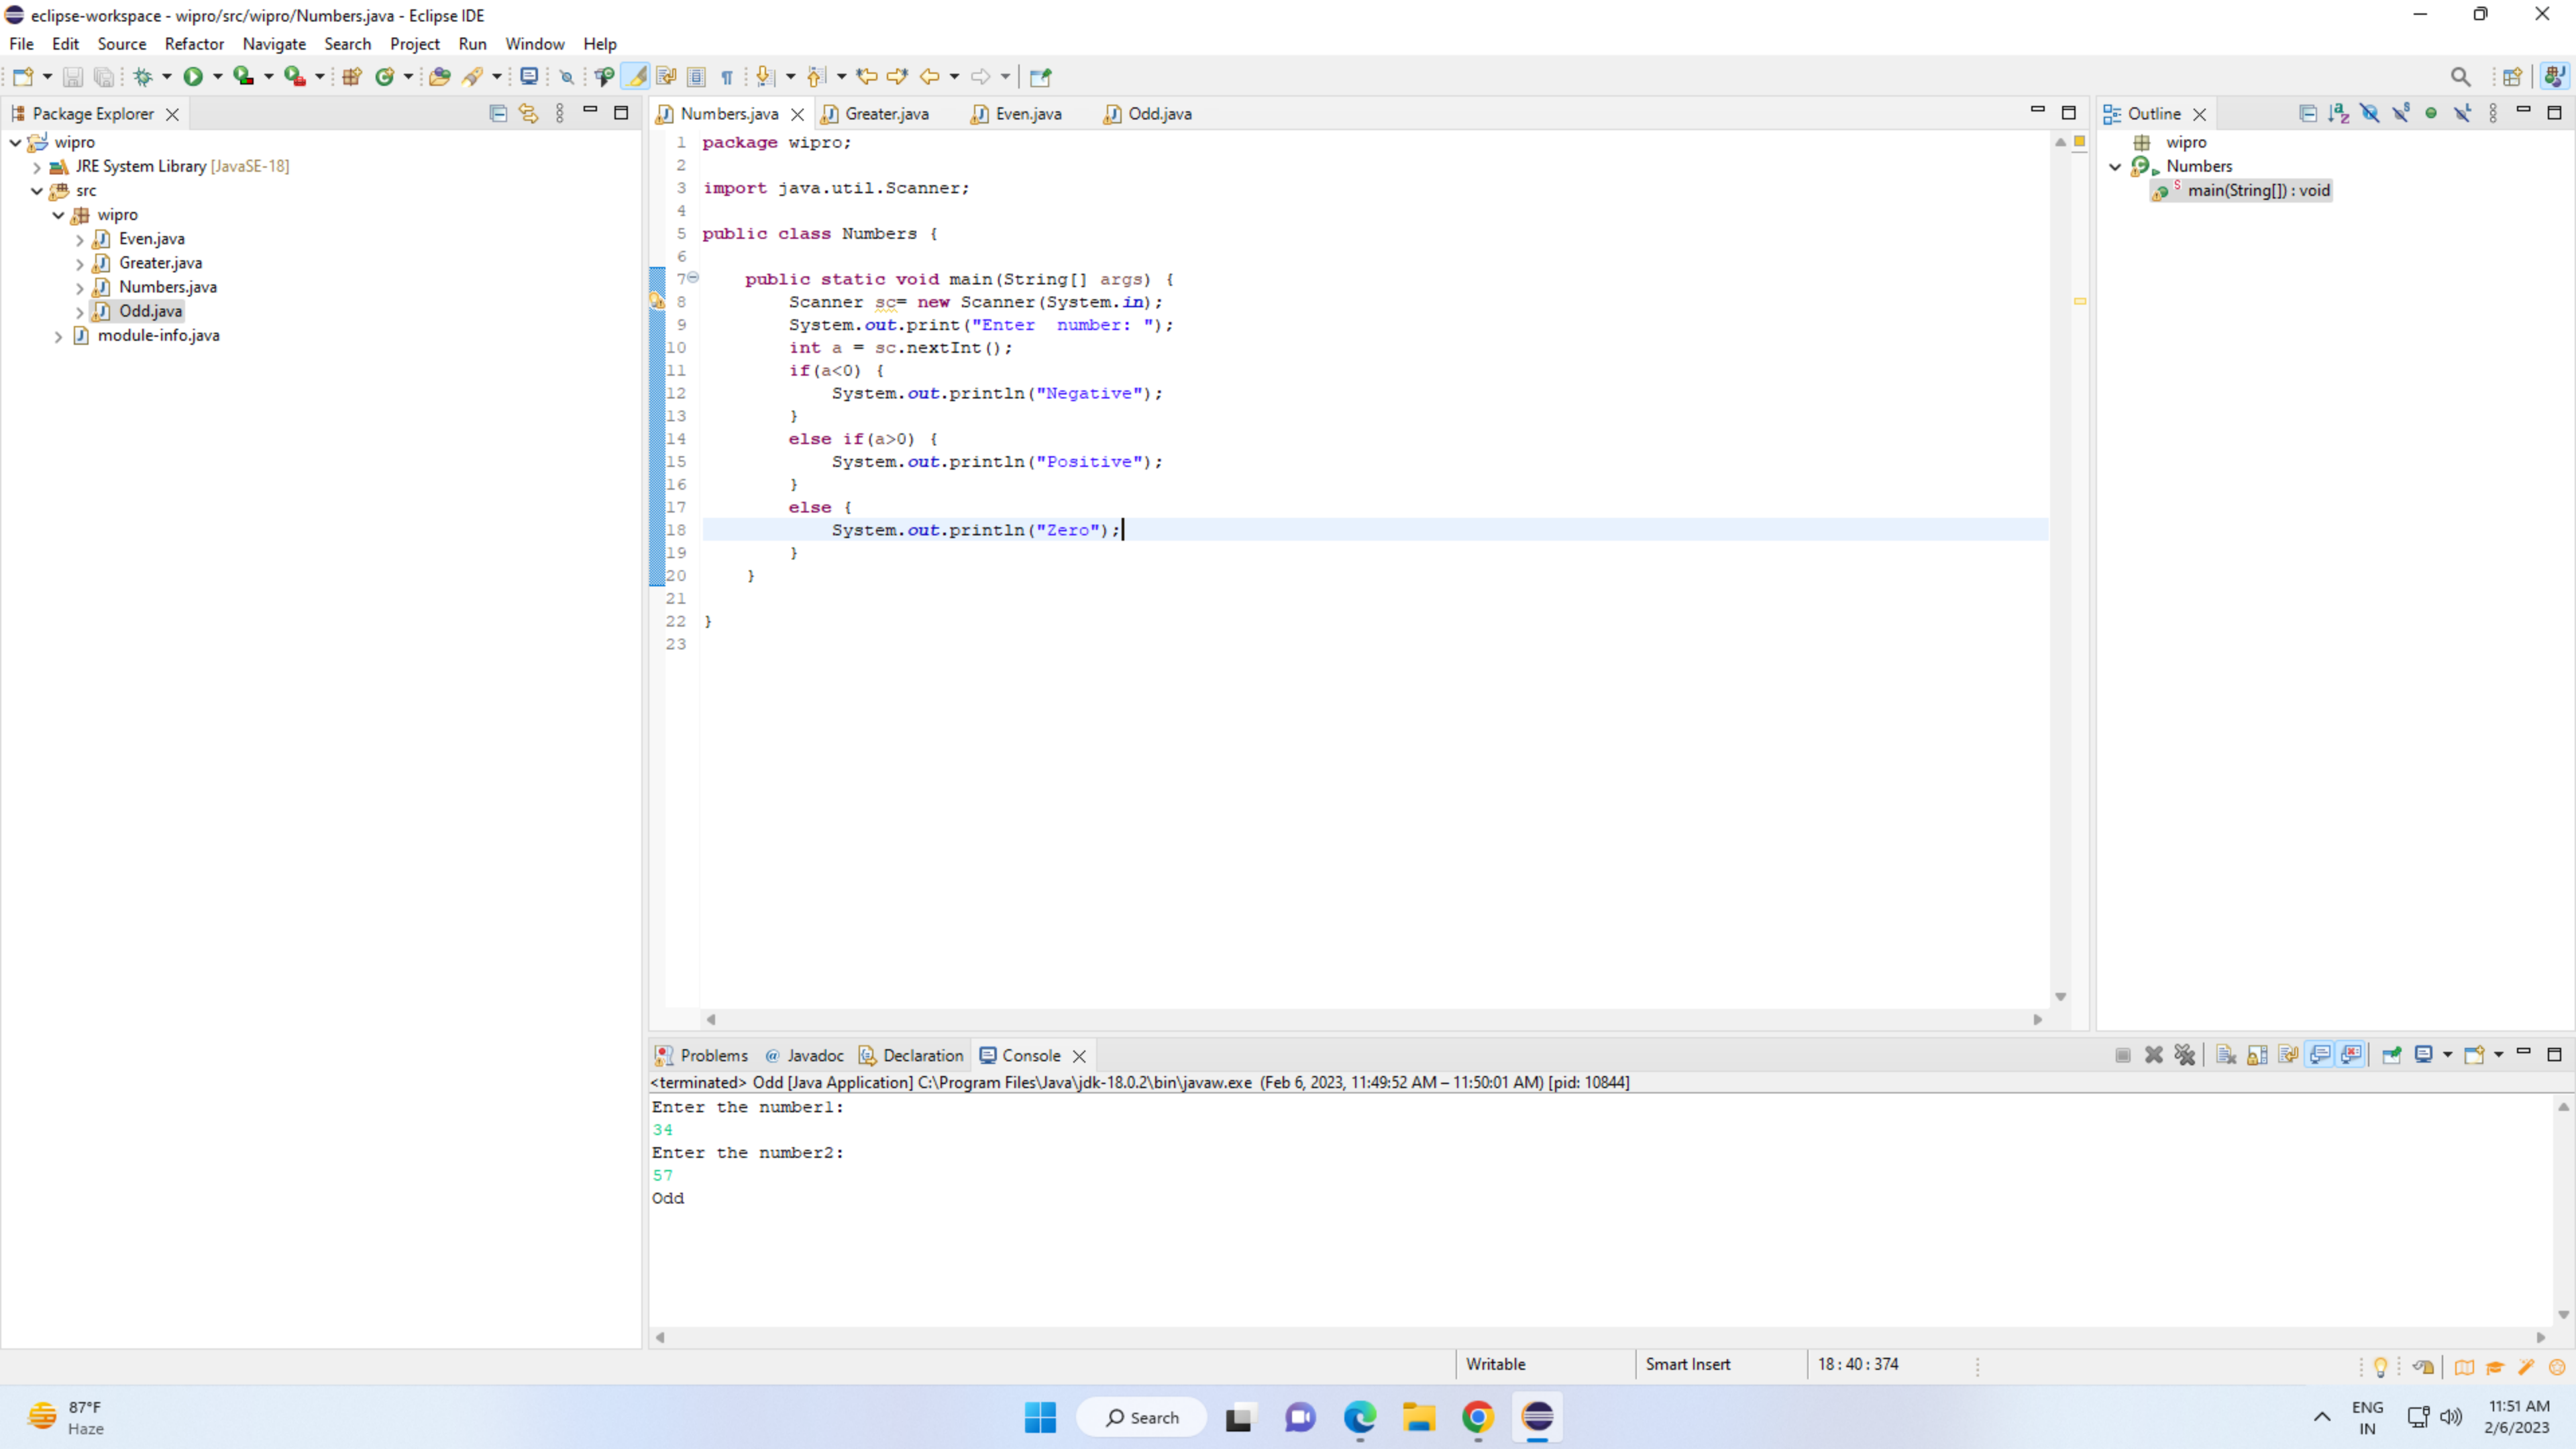 eclipse-workspace - wipro/src/wipro/Numbers.java - Eclipse IDE
File Edit Source Refactor Navigate Search Project Run Window Help
Package Explorer
wipro
JRE System Library [JavaSE-18]
src
wipro
Even.java
Greater.java
Numbers.java
Odd.java
module-info.java
Numbers.java Greater.java Even.java Odd.java
1 package wipro;
2
3 import java.util.Scanner;
4
5 public class Numbers {
6
7 public static void main(String[] args) {
8 Scanner sc= new Scanner(System.in);
9 System.out.print("Enter  number: ");
10 int a = sc.nextInt();
11 if(a<0) {
12 System.out.println("Negative");
13 }
14 else if(a>0) {
15 System.out.println("Positive");
16 }
17 else {
18 System.out.println("Zero");
19 }
20 }
21
22 }
23
Outline
wipro
Numbers
main(String[]) : void
Problems @ Javadoc Declaration Console
<terminated> Odd [Java Application] C:\Program Files\Java\jdk-18.0.2\bin\javaw.exe (Feb 6, 2023, 11:49:52 AM – 11:50:01 AM) [pid: 10844]
Enter the number1:
34
Enter the number2:
57
Odd
Writable Smart Insert 18 : 40 : 374
87°F
Haze
Search
ENG
IN
11:51 AM
2/6/2023